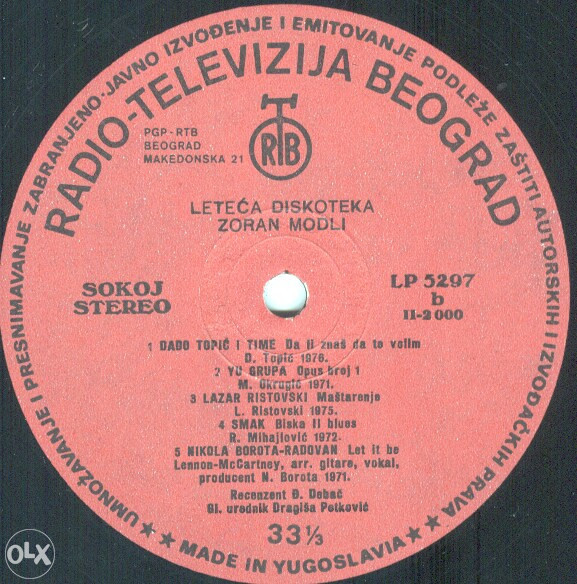 UMNOŽAVANJE I PRESNIMAVANJE ZABRANJENO · JAVNO IZVOĐENJE I EMITOVANJE PODLEŽE ZAŠTITI AUTORSKIH I IZVOĐAČKIH PRAVA
RADIO-TELEVIZIJA BEOGRAD
PGP-RTB
BEOGRAD
MAKEDONSKA 21
RTB
LETEĆA DISKOTEKA
ZORAN MODLI
SOKOJ
STEREO
LP 5297
b
II-2 000
1 DADO TOPIĆ I TIME Da li znaš da te volim
D. Topić 1976.
2 YU GRUPA Opus broj 1
M. Okrugić 1971.
3 LAZAR RISTOVSKI Maštarenje
L. Ristovski 1975.
4 SMAK Biska II blues
R. Mihajlović 1972.
5 NIKOLA BOROTA-RADOVAN Let it be
Lennon-McCartney, arr. gitare, vokal,
producent N. Borota 1971.
Recenzent Đ. Debač
Gl. urednik Dragiša Petković
33⅓
★★ MADE IN YUGOSLAVIA ★★
OLX